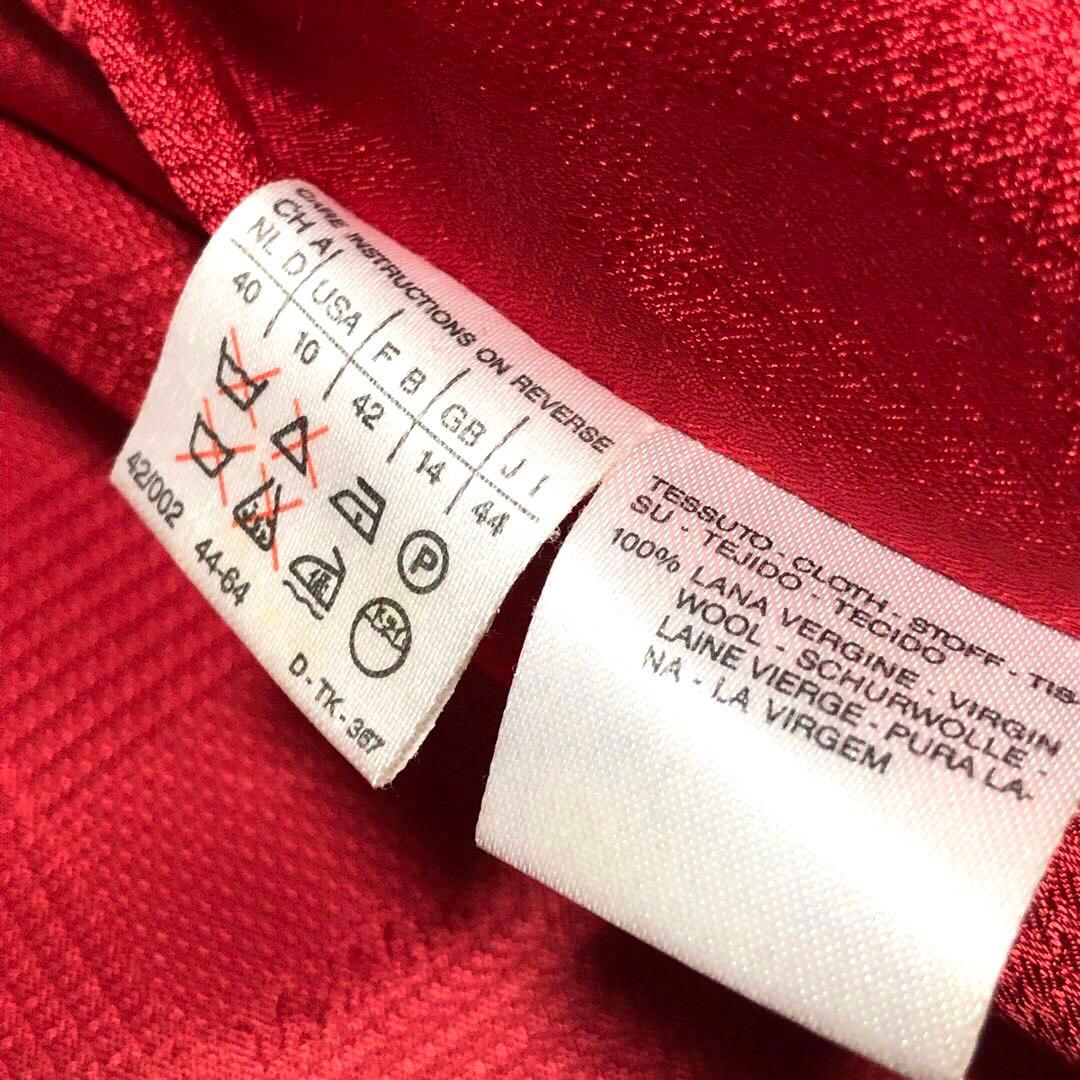 CARE INSTRUCTIONS ON REVERSE
CH A
NL D USA F B GB J I
40 10 42 14 44
P
42/002 44-64 D.-TK-367
TESSUTO - CLOTH - STOFF - TIS-
SU - TEJIDO - TECIDO
100% LANA VERGINE - VIRGIN
WOOL - SCHURWOLLE -
LAINE VIERGE - PURA LA-
NA - LA VIRGEM